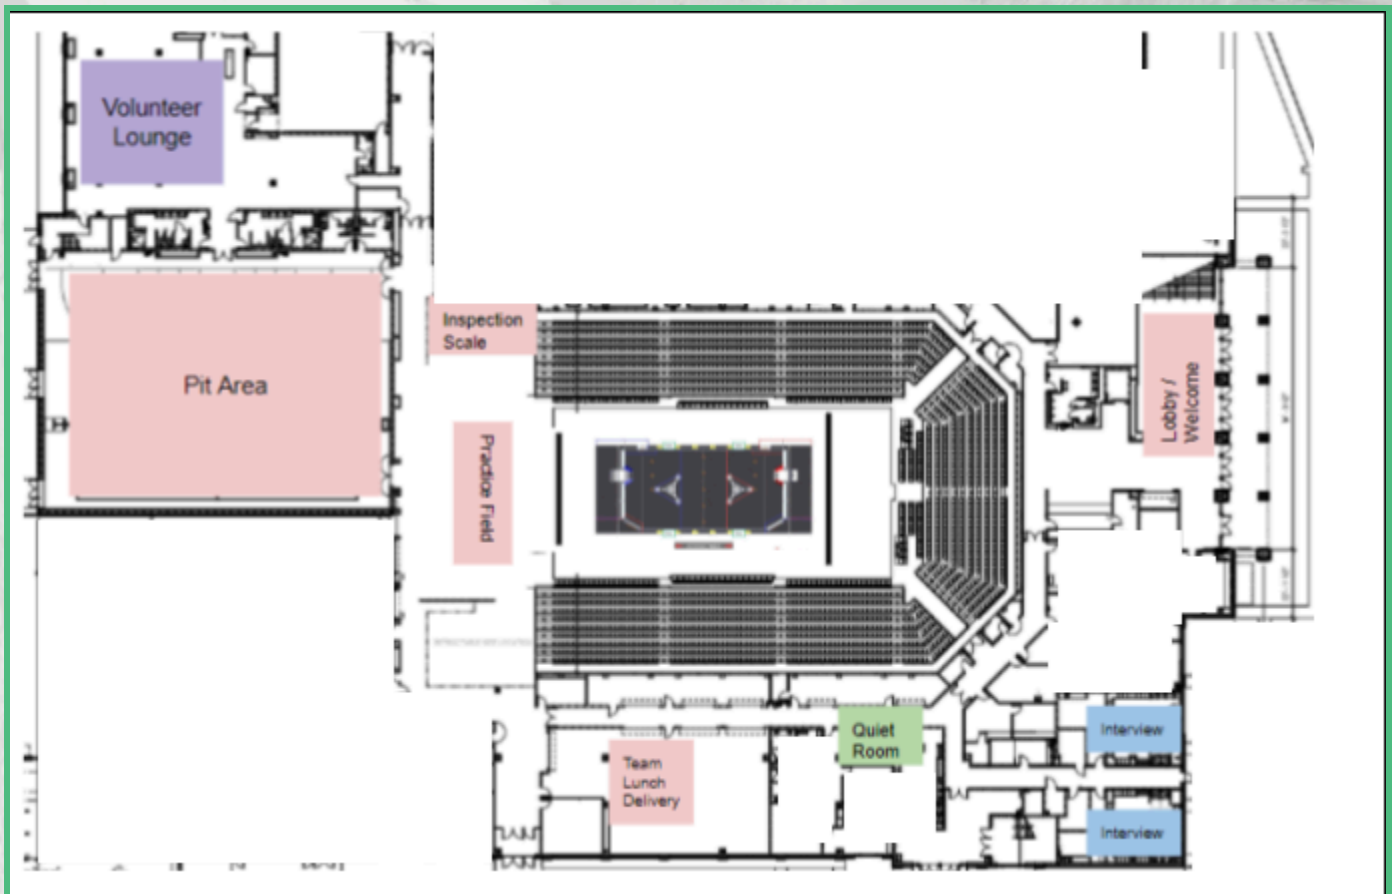 Volunteer
Lounge
Inspection
Scale
Pit Area
Lobby /
Welcome
Practice Field
Quiet
Room
Interview
Team
Lunch
Delivery
Interview